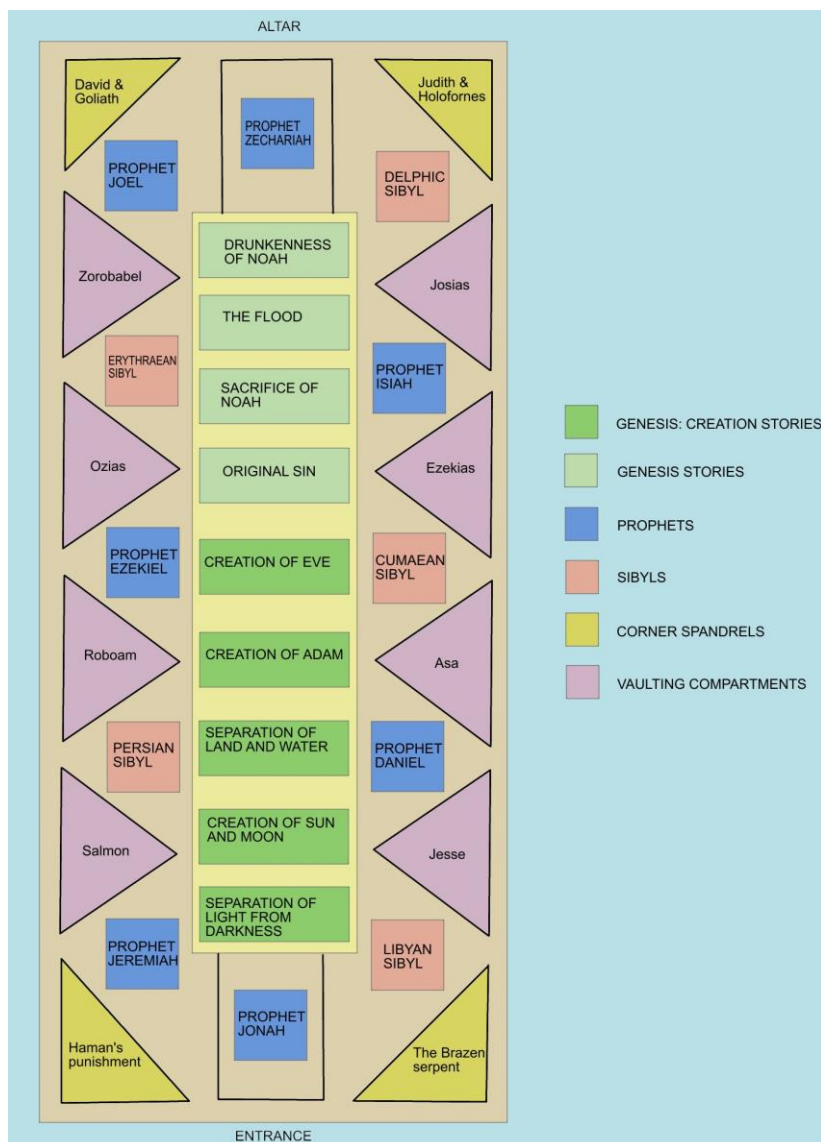 ALTAR
David &
Goliath
Judith &
Holofornes
PROPHET
ZECHARIAH
PROPHET
JOEL
DELPHIC
SIBYL
DRUNKENNESS
OF NOAH
Zorobabel
Josias
THE FLOOD
ERYTHRAEAN
SIBYL
PROPHET
ISIAH
SACRIFICE OF
NOAH
Ozias
ORIGINAL SIN
Ezekias
PROPHET
EZEKIEL
CREATION OF EVE
CUMAEAN
SIBYL
Roboam
CREATION OF ADAM
Asa
PERSIAN
SIBYL
SEPARATION OF
LAND AND WATER
PROPHET
DANIEL
Salmon
CREATION OF SUN
AND MOON
Jesse
SEPARATION OF
LIGHT FROM
DARKNESS
PROPHET
JEREMIAH
LIBYAN
SIBYL
PROPHET
JONAH
Haman's
punishment
The Brazen
serpent
ENTRANCE
GENESIS: CREATION STORIES
GENESIS STORIES
PROPHETS
SIBYLS
CORNER SPANDRELS
VAULTING COMPARTMENTS